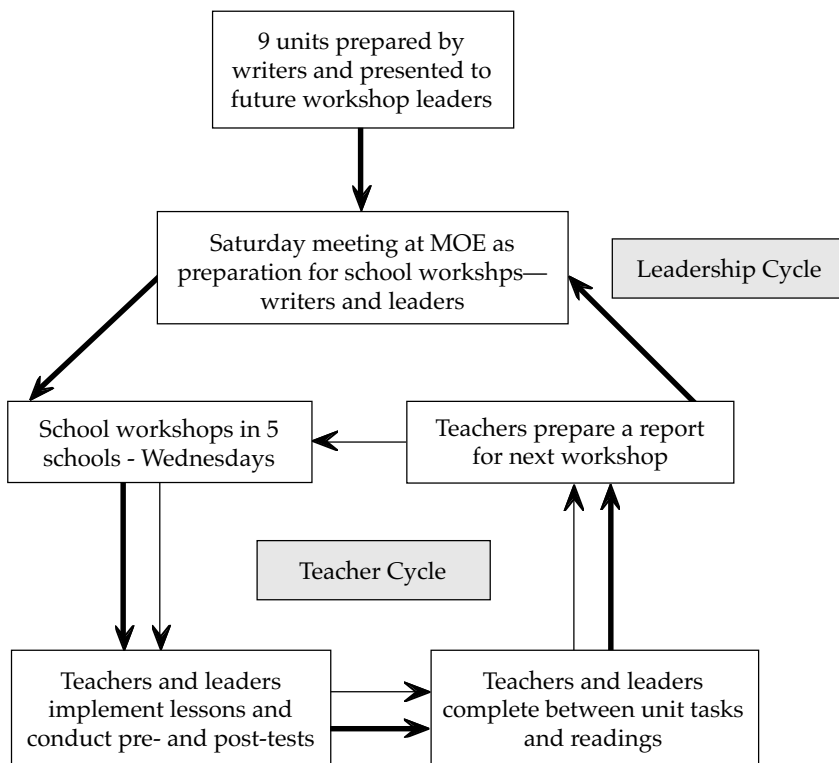 9 units prepared by
writers and presented to
future workshop leaders
Saturday meeting at MOE as
preparation for school workshps—
writers and leaders
Leadership Cycle
School workshops in 5
schools - Wednesdays
Teachers prepare a report
for next workshop
Teacher Cycle
Teachers and leaders
implement lessons and
conduct pre- and post-tests
Teachers and leaders
complete between unit tasks
and readings